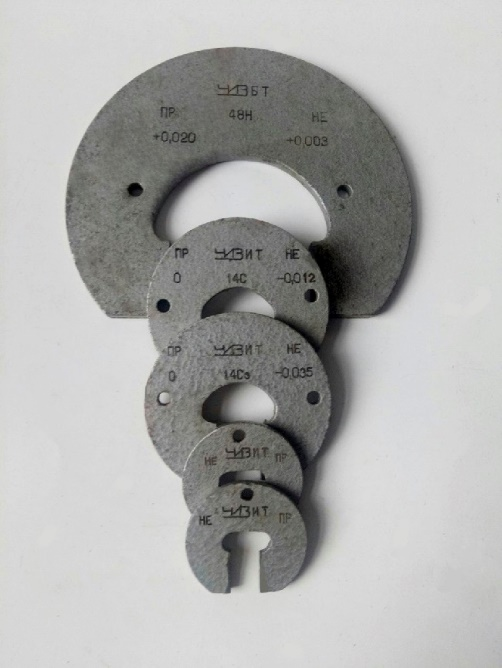 ЧИЗ БТ
ПР 48Н НЕ
+0,020 +0,003
ПР ЧИЗ ИТ НЕ
0 14С -0,012
ПР ЧИЗ ИТ НЕ
0 14С₃ -0,035
НЕ ЧИЗ ИТ ПР
НЕ ЧИЗ ИТ ПР